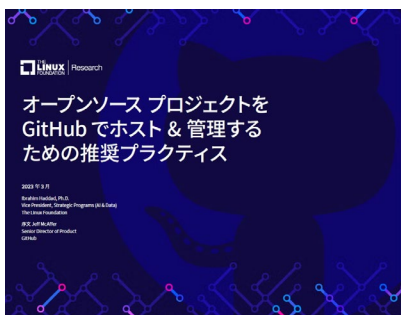 THE
LINUX
FOUNDATION
Research
オープンソース プロジェクトを
GitHub でホスト & 管理する
ための推奨プラクティス
2023 年 3 月
Ibrahim Haddad, Ph.D.
Vice President, Strategic Programs (AI & Data)
The Linux Foundation
序文 Jeff McAffer
Senior Director of Product
GitHub